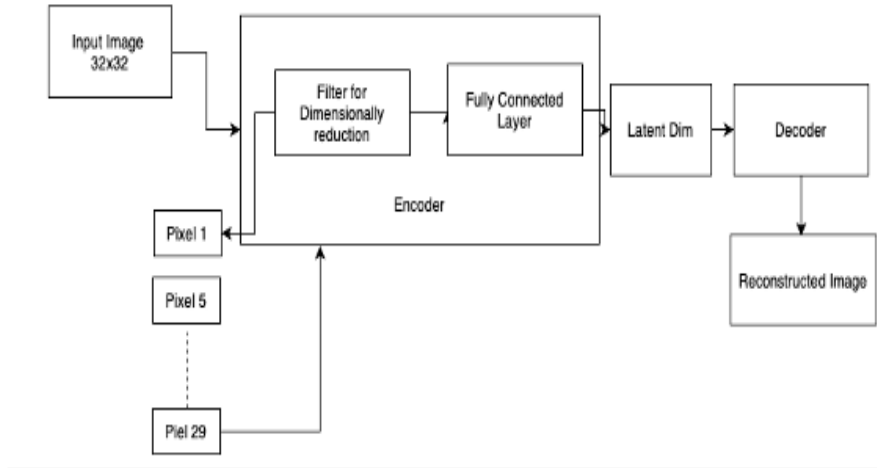 Input Image
32x32
Filter for
Dimensionally
reduction
Fully Connected
Layer
Encoder
Latent Dim
Decoder
Reconstructed Image
Pixel 1
Pixel 5
Piel 29